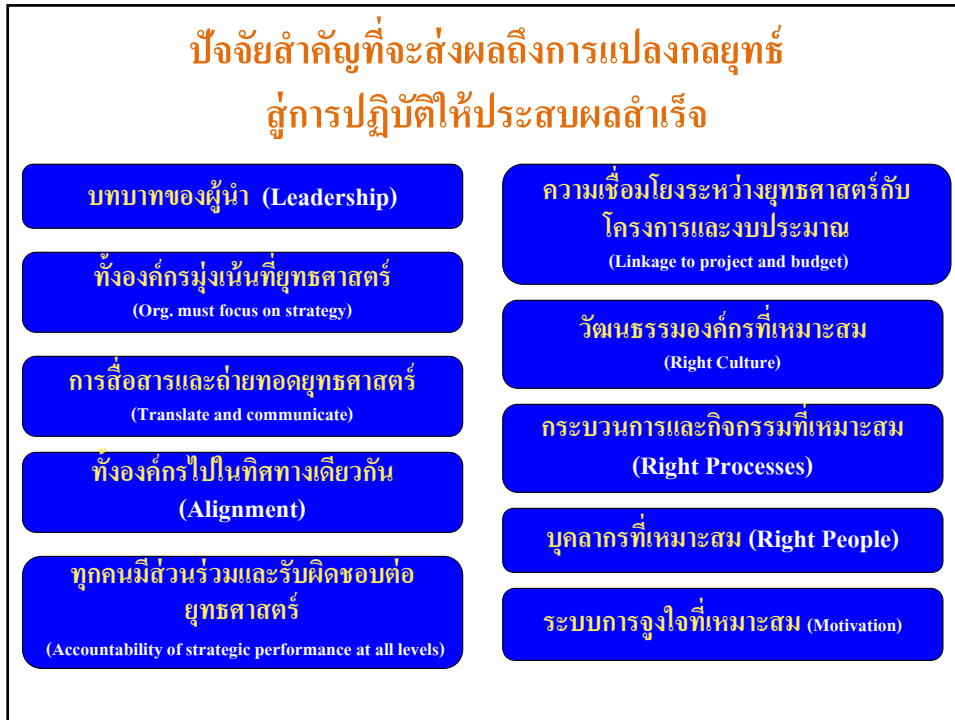 ปัจจัยสำคัญที่จะส่งผลถึงการแปลงกลยุทธ์
สู่การปฏิบัติให้ประสบผลสำเร็จ
บทบาทของผู้นำ (Leadership)
ทั้งองค์กรมุ่งเน้นที่ยุทธศาสตร์
(Org. must focus on strategy)
การสื่อสารและถ่ายทอดยุทธศาสตร์
(Translate and communicate)
ทั้งองค์กรไปในทิศทางเดียวกัน
(Alignment)
ทุกคนมีส่วนร่วมและรับผิดชอบต่อ
ยุทธศาสตร์
(Accountability of strategic performance at all levels)
ความเชื่อมโยงระหว่างยุทธศาสตร์กับ
โครงการและงบประมาณ
(Linkage to project and budget)
วัฒนธรรมองค์กรที่เหมาะสม
(Right Culture)
กระบวนการและกิจกรรมที่เหมาะสม
(Right Processes)
บุคลากรที่เหมาะสม (Right People)
ระบบการจูงใจที่เหมาะสม (Motivation)